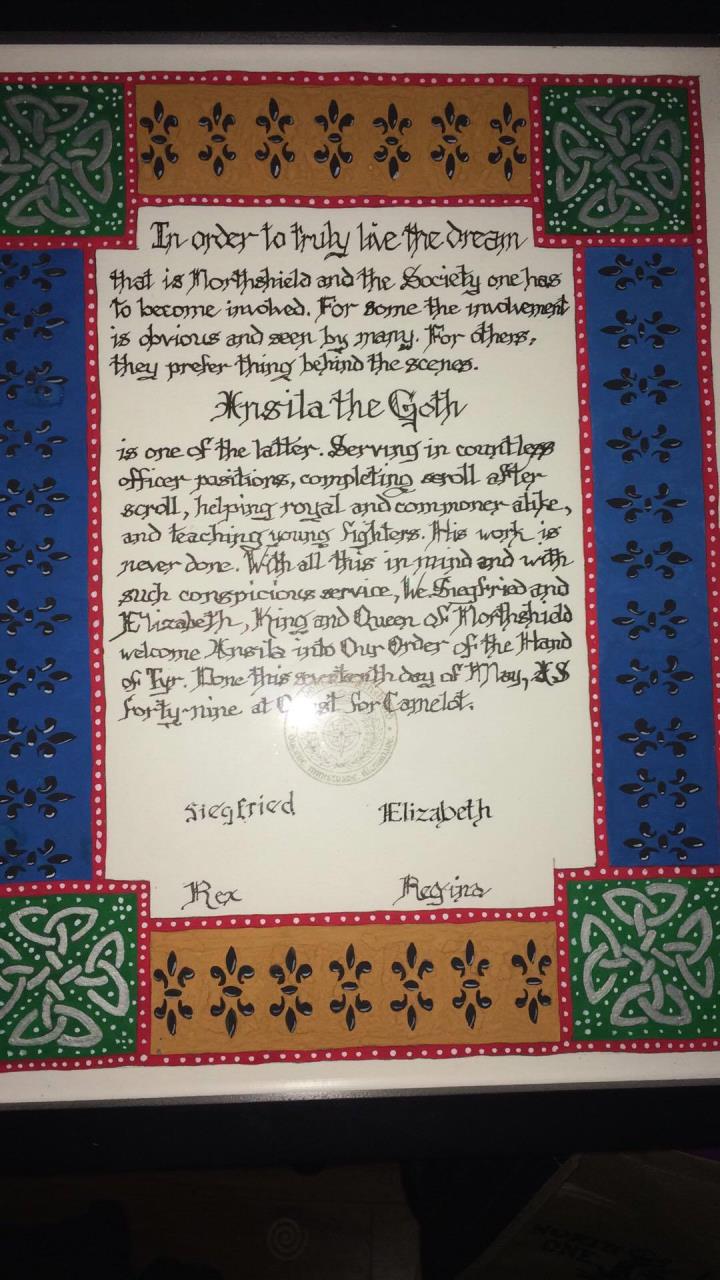 In order to truly live the dream
that is Northshield and the Society one has
to become involved. For some the involvement
is obvious and seen by many. For others,
they prefer thing behind the scenes.
Ansila the Goth
is one of the latter. Serving in countless
officer positions, completing scroll after
scroll, helping royal and commoner alike,
and teaching young fighters. His work is
never done. With all this in mind and with
such conspicious service, We Siegfried and
Elizabeth, King and Queen of Northshield
welcome Ansila into Our Order of the Hand
of Tyr. Done this day of May, AS
forty-nine at for Camelot.
Siegfried Elizabeth
Rex Regina